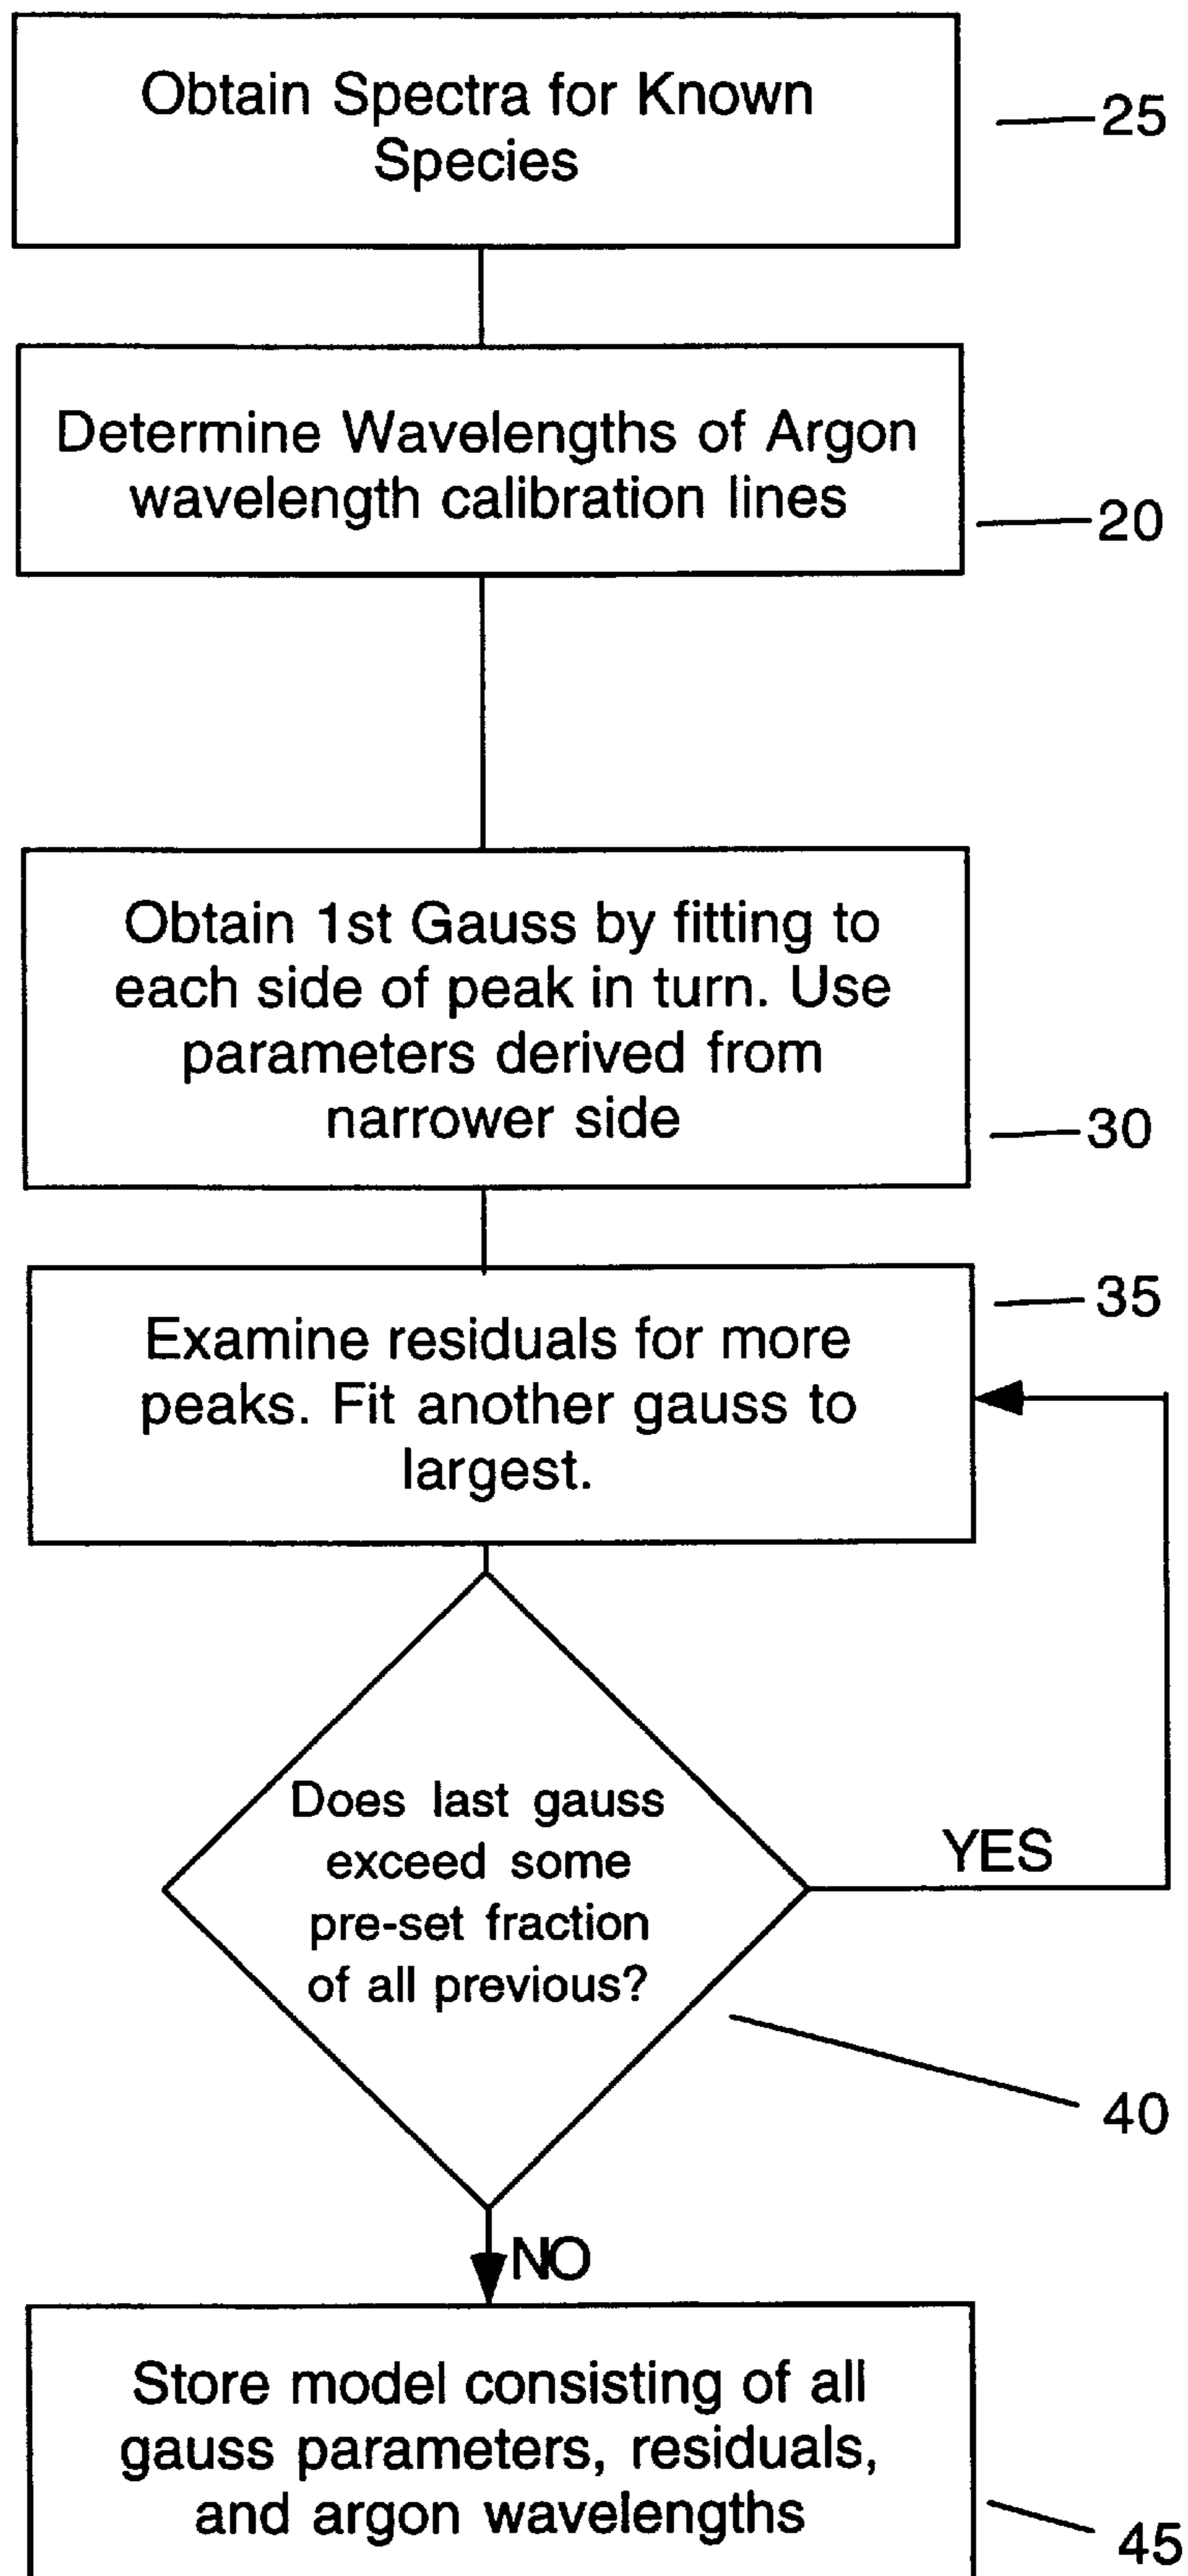 Obtain Spectra for Known
Species
25
Determine Wavelengths of Argon
wavelength calibration lines
20
Obtain 1st Gauss by fitting to
each side of peak in turn. Use
parameters derived from
narrower side
30
35
Examine residuals for more
peaks. Fit another gauss to
largest.
Does last gauss
exceed some
pre-set fraction
of all previous?
YES
40
NO
Store model consisting of all
gauss parameters, residuals,
and argon wavelengths
45